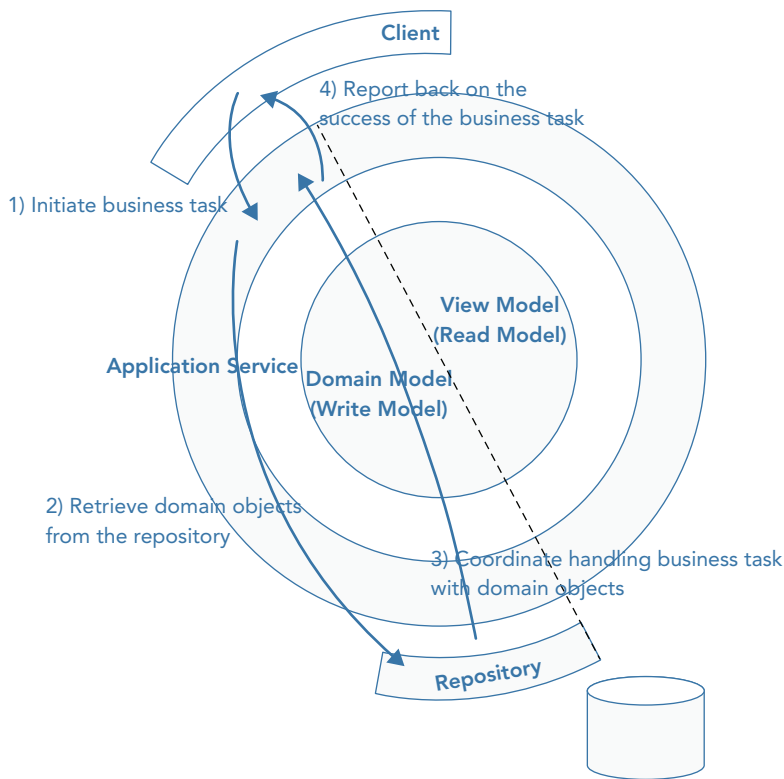 Client
4) Report back on the
success of the business task
1) Initiate business task
View Model
(Read Model)
Application Service
Domain Model
(Write Model)
2) Retrieve domain objects
from the repository
3) Coordinate handling business task
with domain objects
Repository